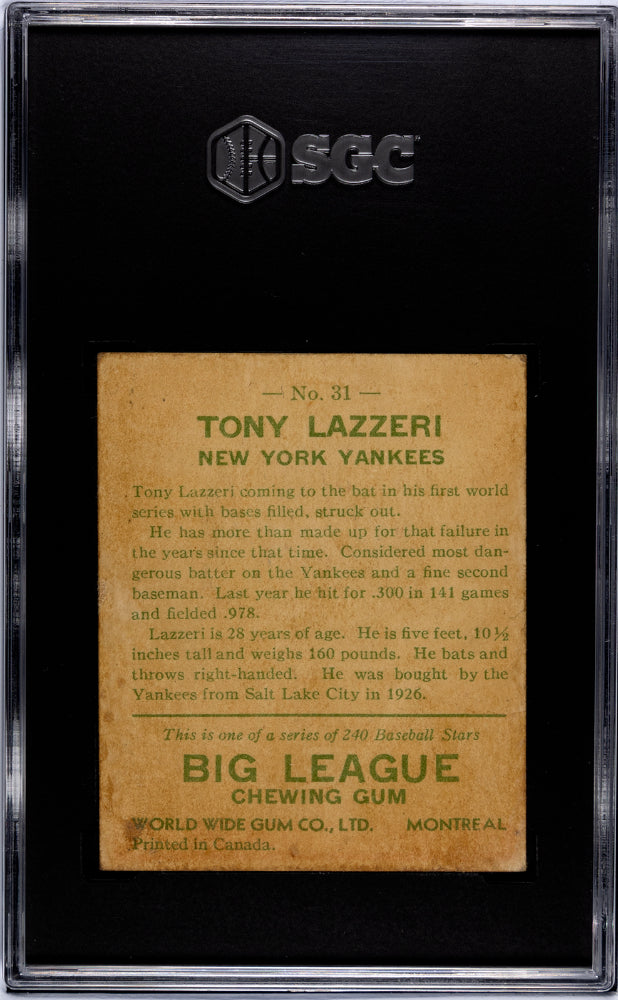 SGC
— No. 31 —
TONY LAZZERI
NEW YORK YANKEES
Tony Lazzeri coming to the bat in his first world
series with bases filled, struck out.
He has more than made up for that failure in
the years since that time. Considered most dan-
gerous batter on the Yankees and a fine second
baseman. Last year he hit for .300 in 141 games
and fielded .978.
Lazzeri is 28 years of age. He is five feet, 10½
inches tall and weighs 160 pounds. He bats and
throws right-handed. He was bought by the
Yankees from Salt Lake City in 1926.
This is one of a series of 240 Baseball Stars
BIG LEAGUE
CHEWING GUM
WORLD WIDE GUM CO., LTD. MONTREAL
Printed in Canada.